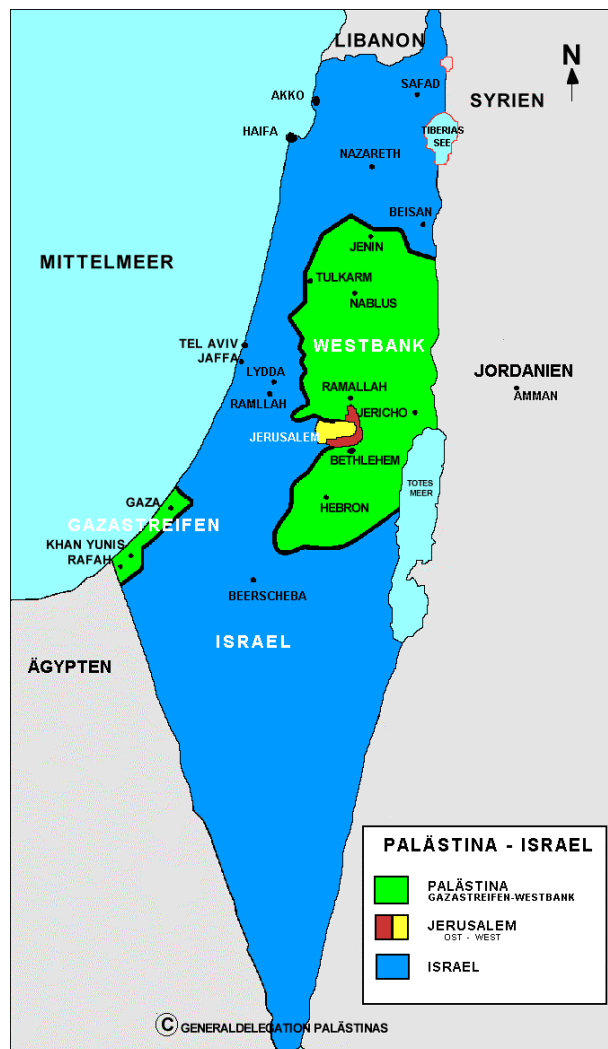 LIBANON
N
SAFAD
AKKO
SYRIEN
HAIFA
TIBERIAS
SEE
NAZARETH
BEISAN
JENIN
MITTELMEER
TULKARM
NABLUS
WESTBANK
TEL AVIV
JAFFA
LYDDA
JORDANIEN
AMMAN
RAMALLAH
RAMLLAH
JERICHO
JERUSALEM
BETHLEHEM
TOTES
MEER
GAZA
HEBRON
GAZASTREIFEN
KHAN YUNIS
RAFAH
BEERSCHEBA
ISRAEL
ÄGYPTEN
PALÄSTINA - ISRAEL
PALÄSTINA
GAZASTREIFEN-WESTBANK
JERUSALEM
OST - WEST
ISRAEL
© GENERALDELEGATION PALÄSTINAS